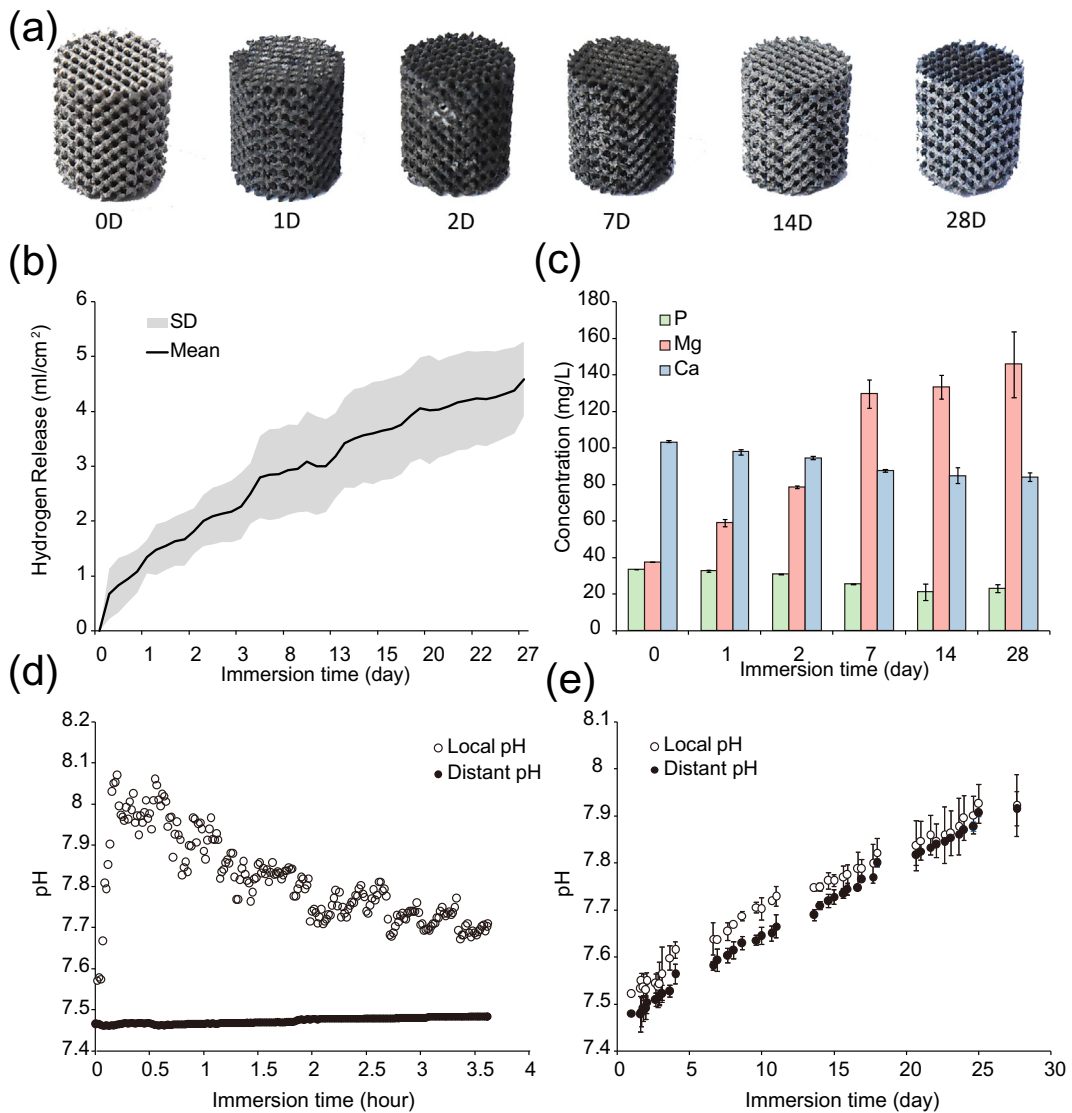 (a)
0D 1D 2D 7D 14D 28D
(b)
6
5
4
3
2
1
0
Hydrogen Release (ml/cm²)
SD
Mean
0 1 2 3 8 13 15 20 22 27
Immersion time (day)
(c)
180
160
140
120
100
80
60
40
20
0
Concentration (mg/L)
P
Mg
Ca
0 1 2 7 14 28
Immersion time (day)
(d)
8.2
8.1
8
7.9
7.8
7.7
7.6
7.5
7.4
pH
Local pH
Distant pH
0 0.5 1 1.5 2 2.5 3 3.5 4
Immersion time (hour)
(e)
8.1
8
7.9
7.8
7.7
7.6
7.5
7.4
pH
Local pH
Distant pH
0 5 10 15 20 25 30
Immersion time (day)